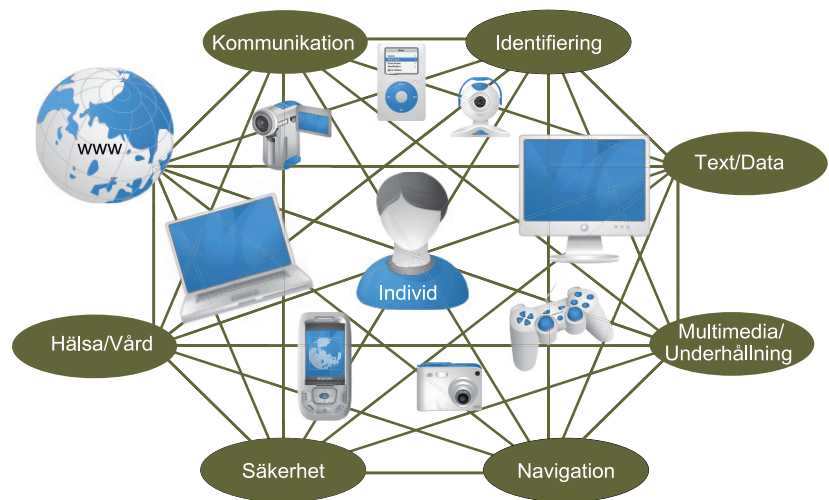 Kommunikation
Identifiering
www
Text/Data
Individ
Hälsa/Vård
Multimedia/
Underhållning
Säkerhet
Navigation